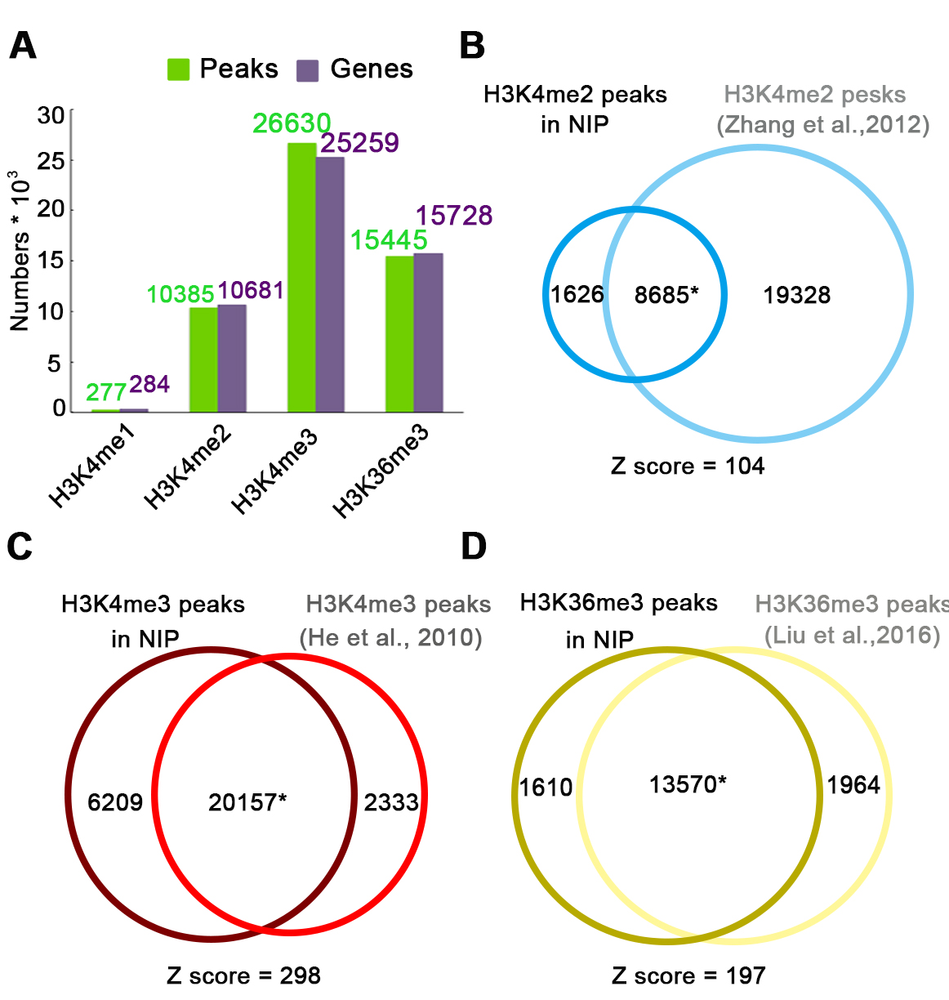 A
Peaks Genes
30
25
20
15
10
5
0
Numbers * 10³
26630
25259
15728
15445
10385
10681
277
284
H3K4me1
H3K4me2
H3K4me3
H3K36me3
B
H3K4me2 peaks
in NIP
H3K4me2 pesks
(Zhang et al.,2012)
1626
8685*
19328
Z score = 104
C
H3K4me3 peaks
in NIP
H3K4me3 peaks
(He et al., 2010)
6209
20157*
2333
Z score = 298
D
H3K36me3 peaks
in NIP
H3K36me3 peaks
(Liu et al.,2016)
1610
13570*
1964
Z score = 197